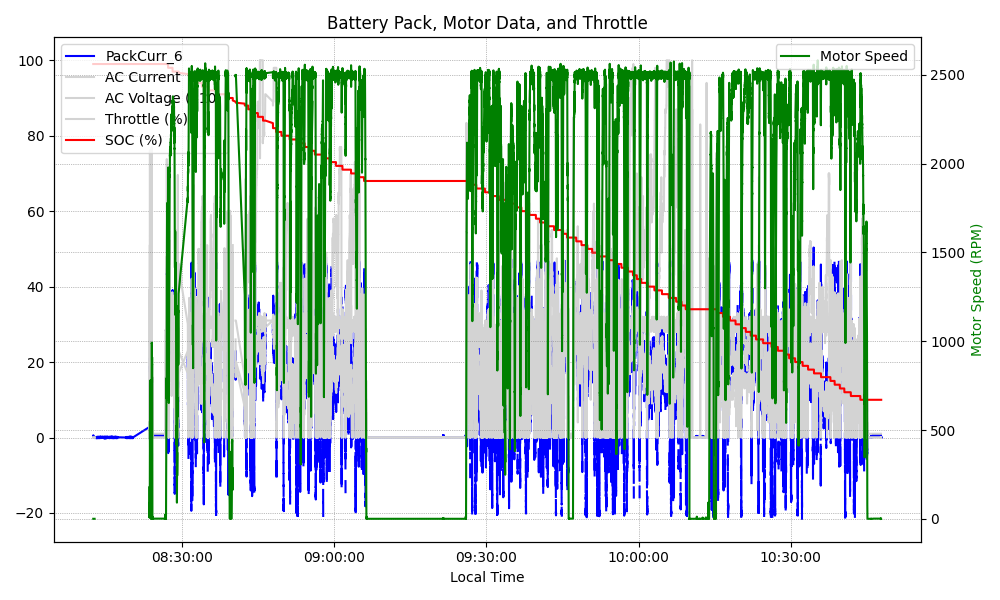 Battery Pack, Motor Data, and Throttle
PackCurr_6
AC Current
AC Voltage
Throttle (%)
SOC (%)
Motor Speed
100
80
60
40
20
0
−20
2500
2000
1500
1000
500
0
Motor Speed (RPM)
08:30:00
09:00:00
09:30:00
10:00:00
10:30:00
Local Time